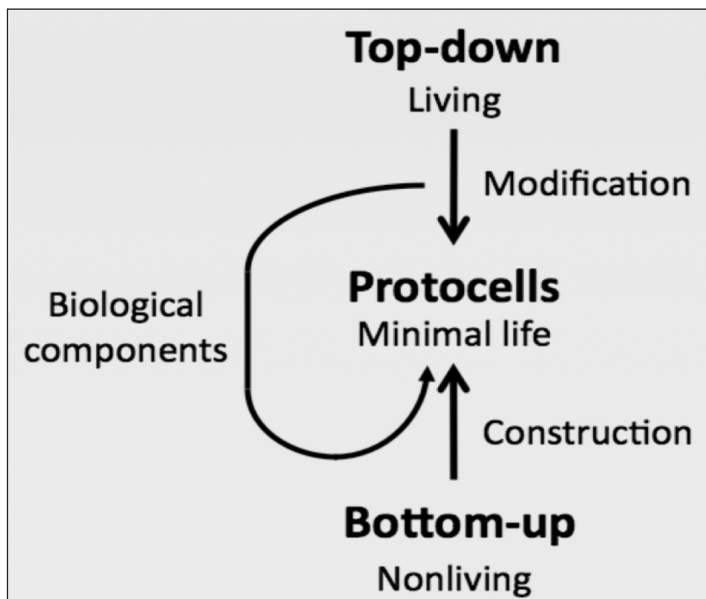 Top-down
Living
Modification
Protocells
Minimal life
Biological
components
Construction
Bottom-up
Nonliving